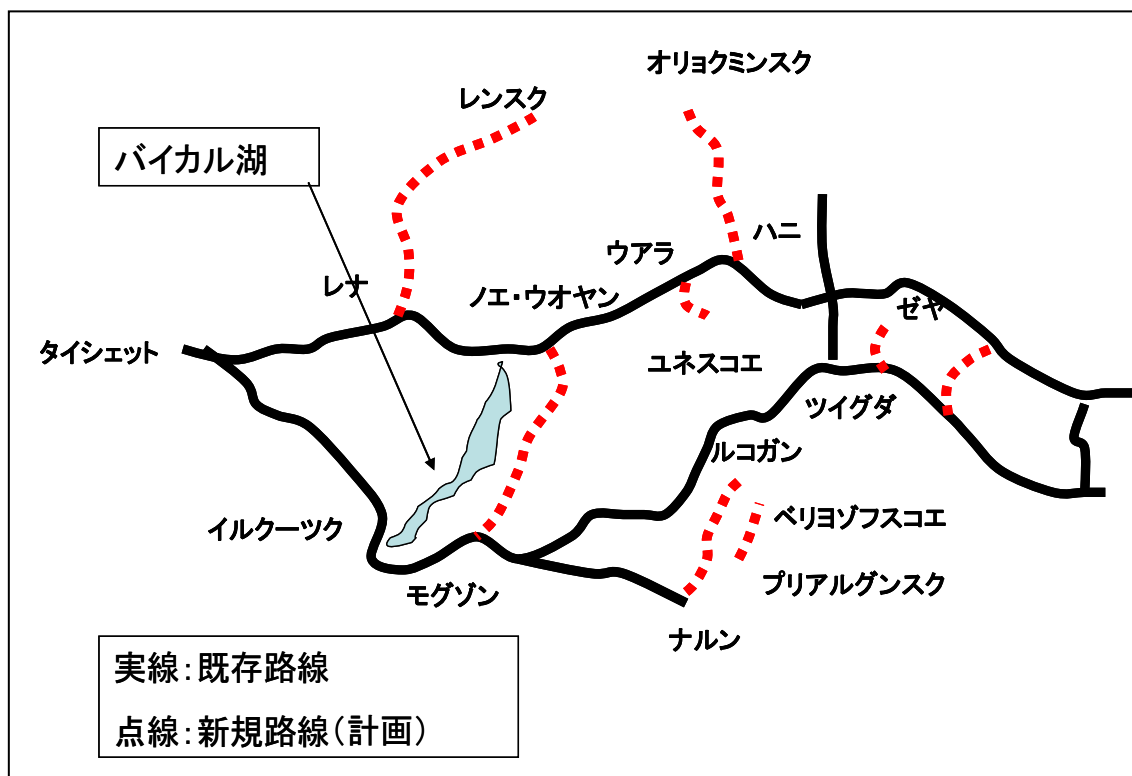 オリョクミンスク
レンスク
バイカル湖
ハニ
ウアラ
レナ
ノエ・ウオヤン
ゼヤ
タイシェット
ユネスコエ
ツイグダ
ルコガン
イルクーツク
ベリヨゾフスコエ
プリアルグンスク
モグゾン
ナルン
実線:既存路線
点線:新規路線(計画)